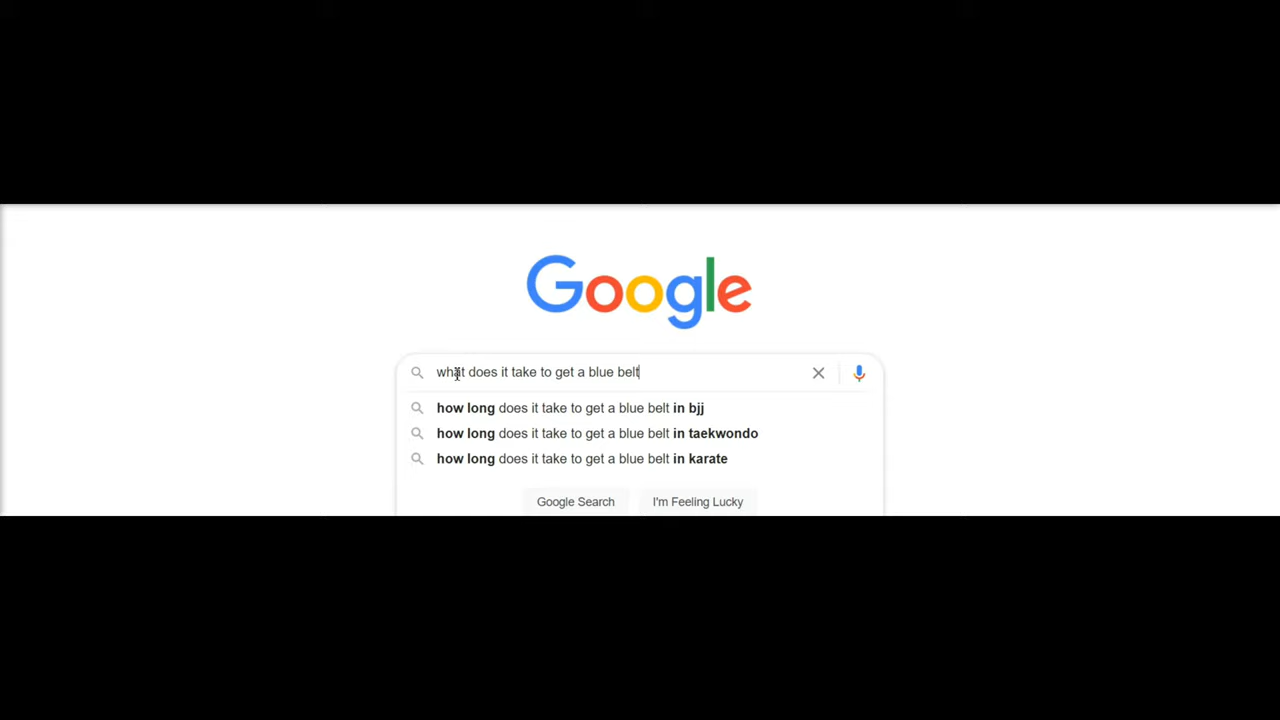 Google
what does it take to get a blue belt
how long does it take to get a blue belt in bjj
how long does it take to get a blue belt in taekwondo
how long does it take to get a blue belt in karate
Google Search I'm Feeling Lucky